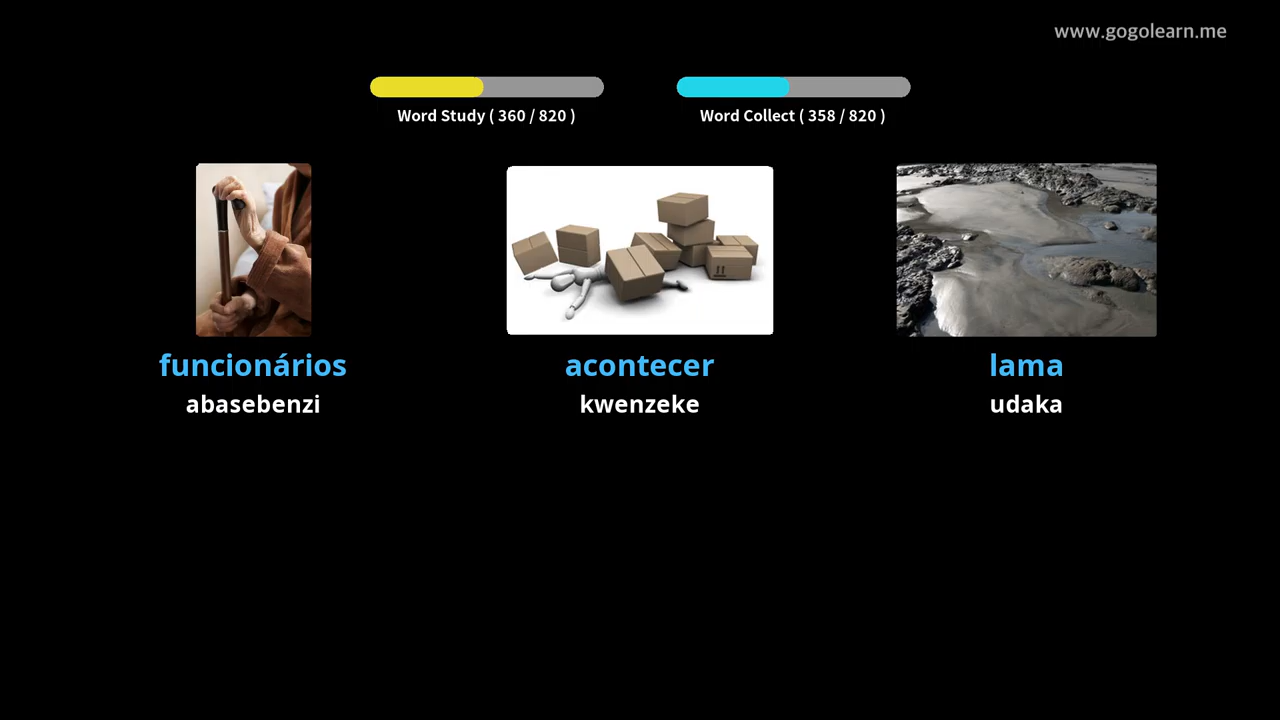 www.gogolearn.me
Word Study ( 360 / 820 )
Word Collect ( 358 / 820 )
funcionários
abasebenzi
acontecer
kwenzeke
lama
udaka